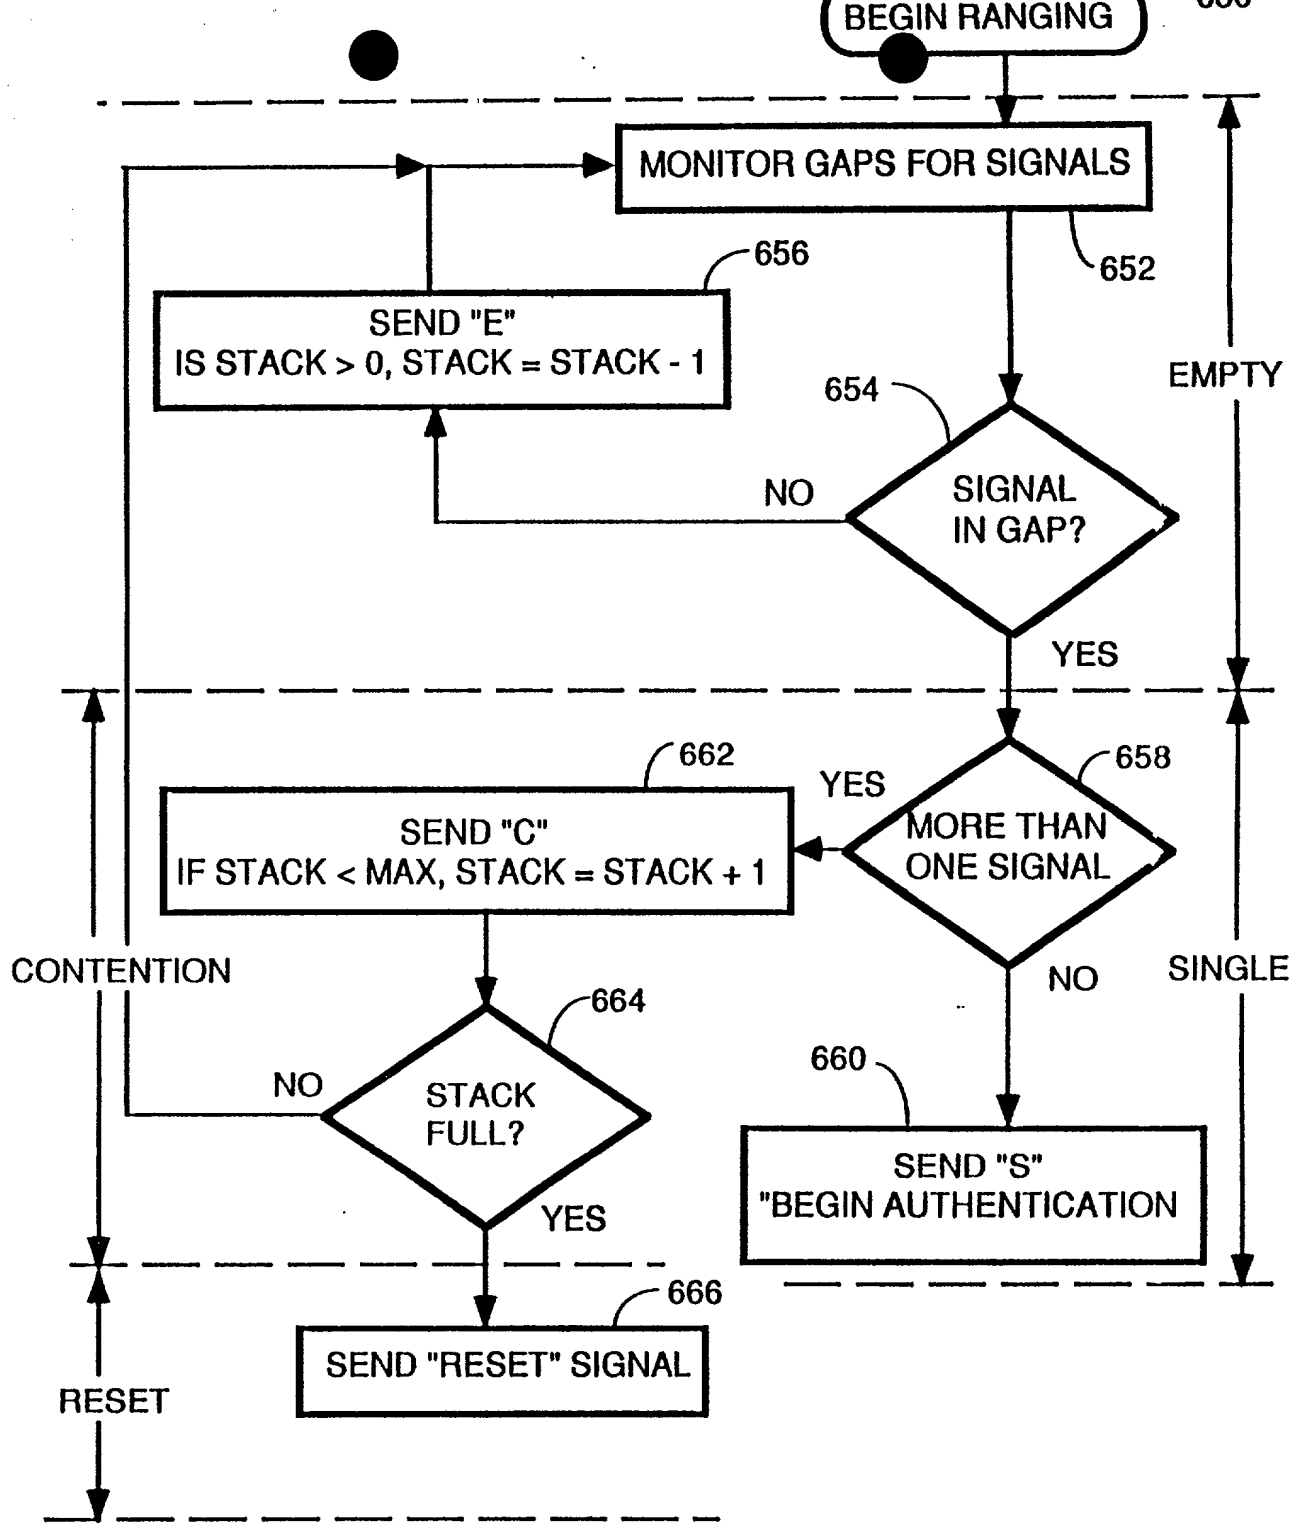 BEGIN RANGING
MONITOR GAPS FOR SIGNALS
652
656
SEND "E"
IS STACK > 0, STACK = STACK - 1
EMPTY
654
SIGNAL
IN GAP?
NO
YES
662
658
YES
SEND "C"
IF STACK < MAX, STACK = STACK + 1
MORE THAN
ONE SIGNAL
CONTENTION
NO
SINGLE
664
NO
STACK
FULL?
660
SEND "S"
"BEGIN AUTHENTICATION
YES
666
SEND "RESET" SIGNAL
RESET